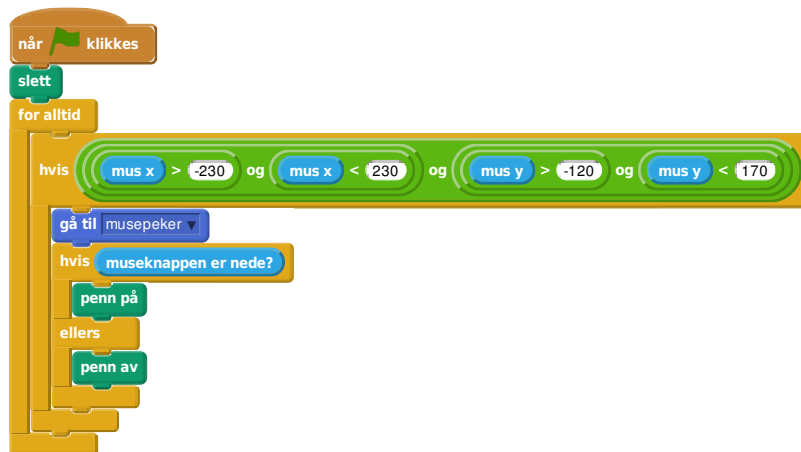 når klikkes
slett
for alltid
hvis mus x > -230 og mus x < 230 og mus y > -120 og mus y < 170
gå til musepeker
hvis museknappen er nede?
penn på
ellers
penn av